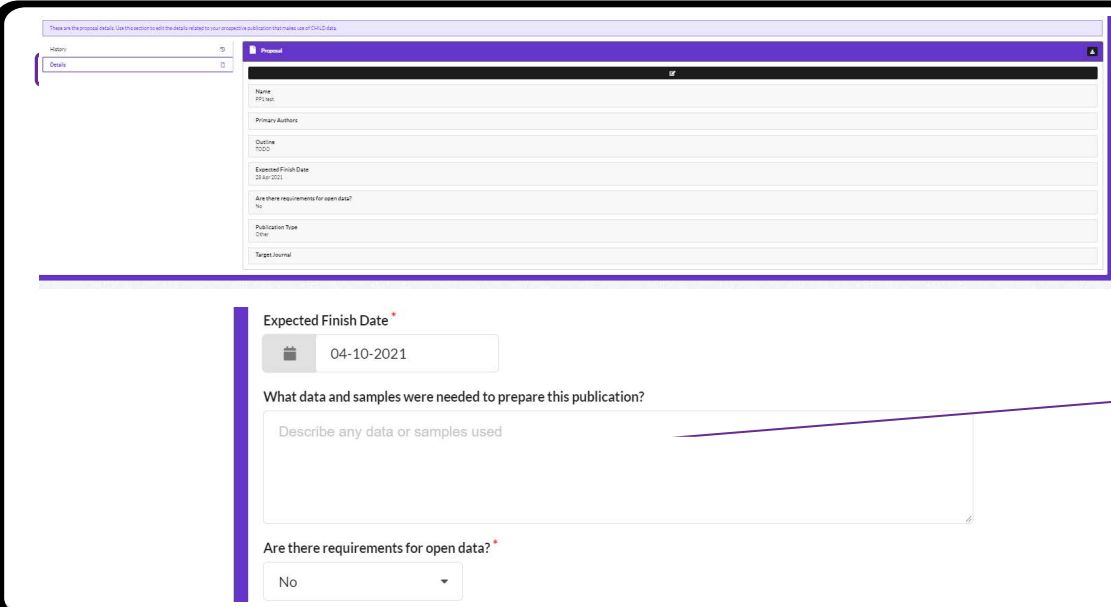 These are the proposal details. Use this section to edit the details related to your prospective publication that makes use of CHILD data.
History
Details
Proposal
Name
PP1 test
Primary Authors
Outline
TODO
Expected Finish Date
28 Apr 2021
Are there requirements for open data?
No
Publication Type
Other
Target Journal
Expected Finish Date *
04-10-2021
What data and samples were needed to prepare this publication?
Describe any data or samples used
Are there requirements for open data? *
No